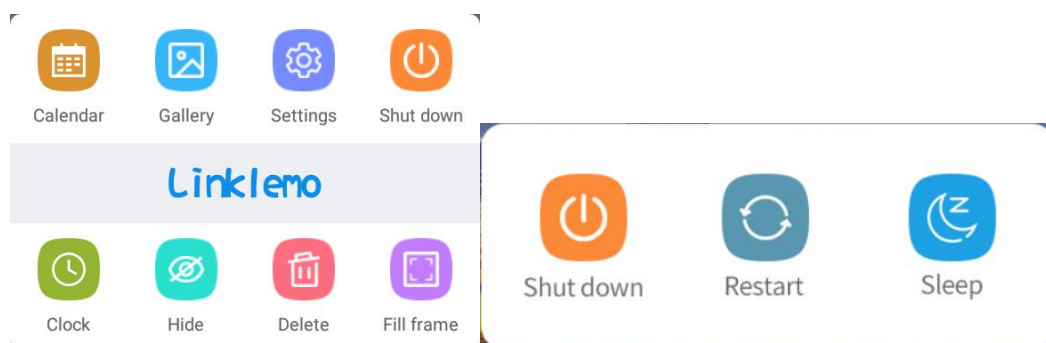 Calendar Gallery Settings Shut down
Linklemo
Clock Hide Delete Fill frame
Shut down Restart Sleep